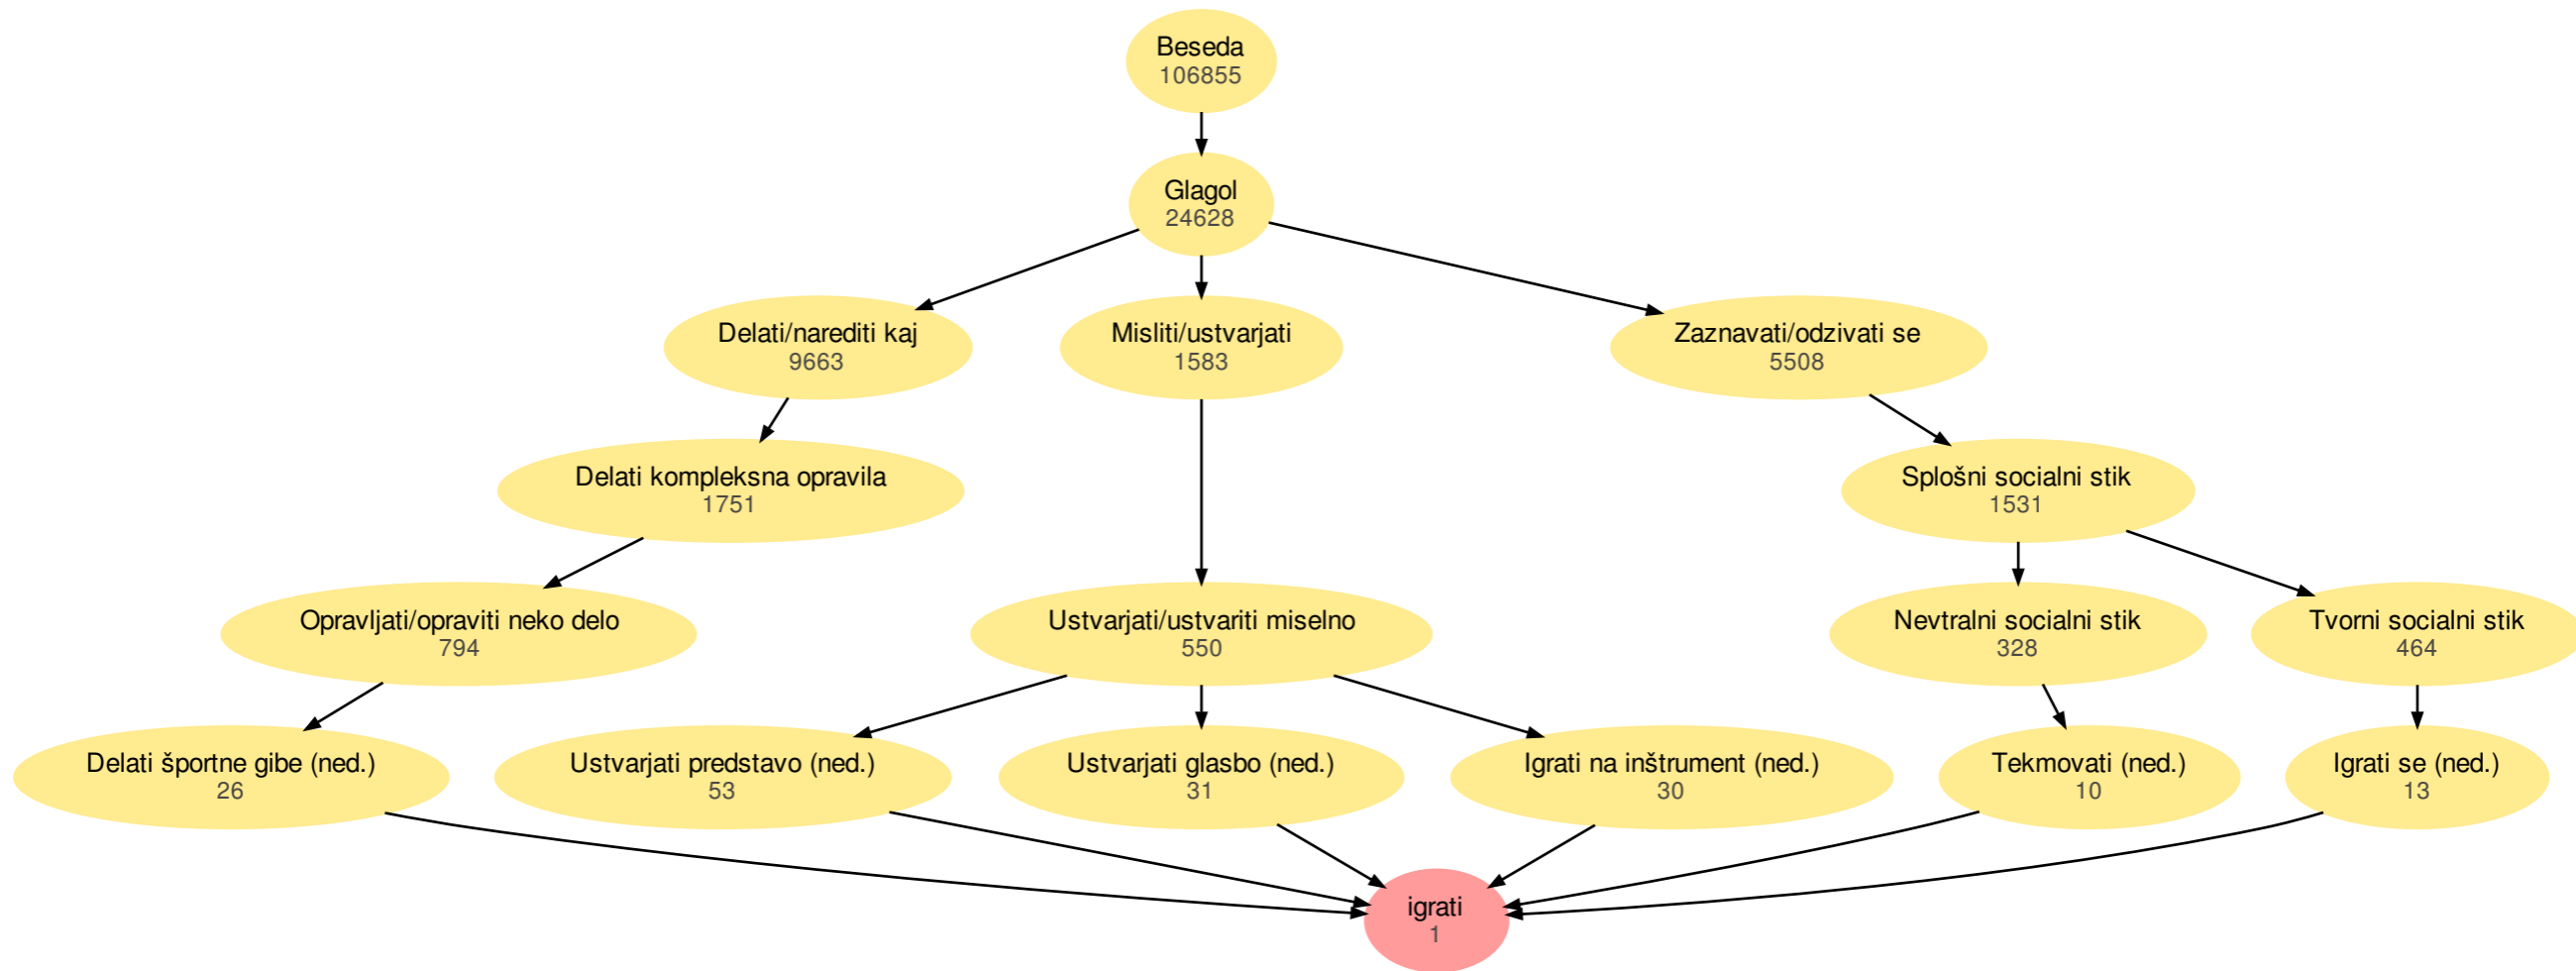 Beseda
106855
Glagol
24628
Delati/narediti kaj
9663
Misliti/ustvarjati
1583
Zaznavati/odzivati se
5508
Delati kompleksna opravila
1751
Splošni socialni stik
1531
Opravljati/opraviti neko delo
794
Ustvarjati/ustvariti miselno
550
Nevtralni socialni stik
328
Tvorni socialni stik
464
Delati športne gibe (ned.)
26
Ustvarjati predstavo (ned.)
53
Ustvarjati glasbo (ned.)
31
Igrati na inštrument (ned.)
30
Tekmovati (ned.)
10
Igrati se (ned.)
13
igrati
1